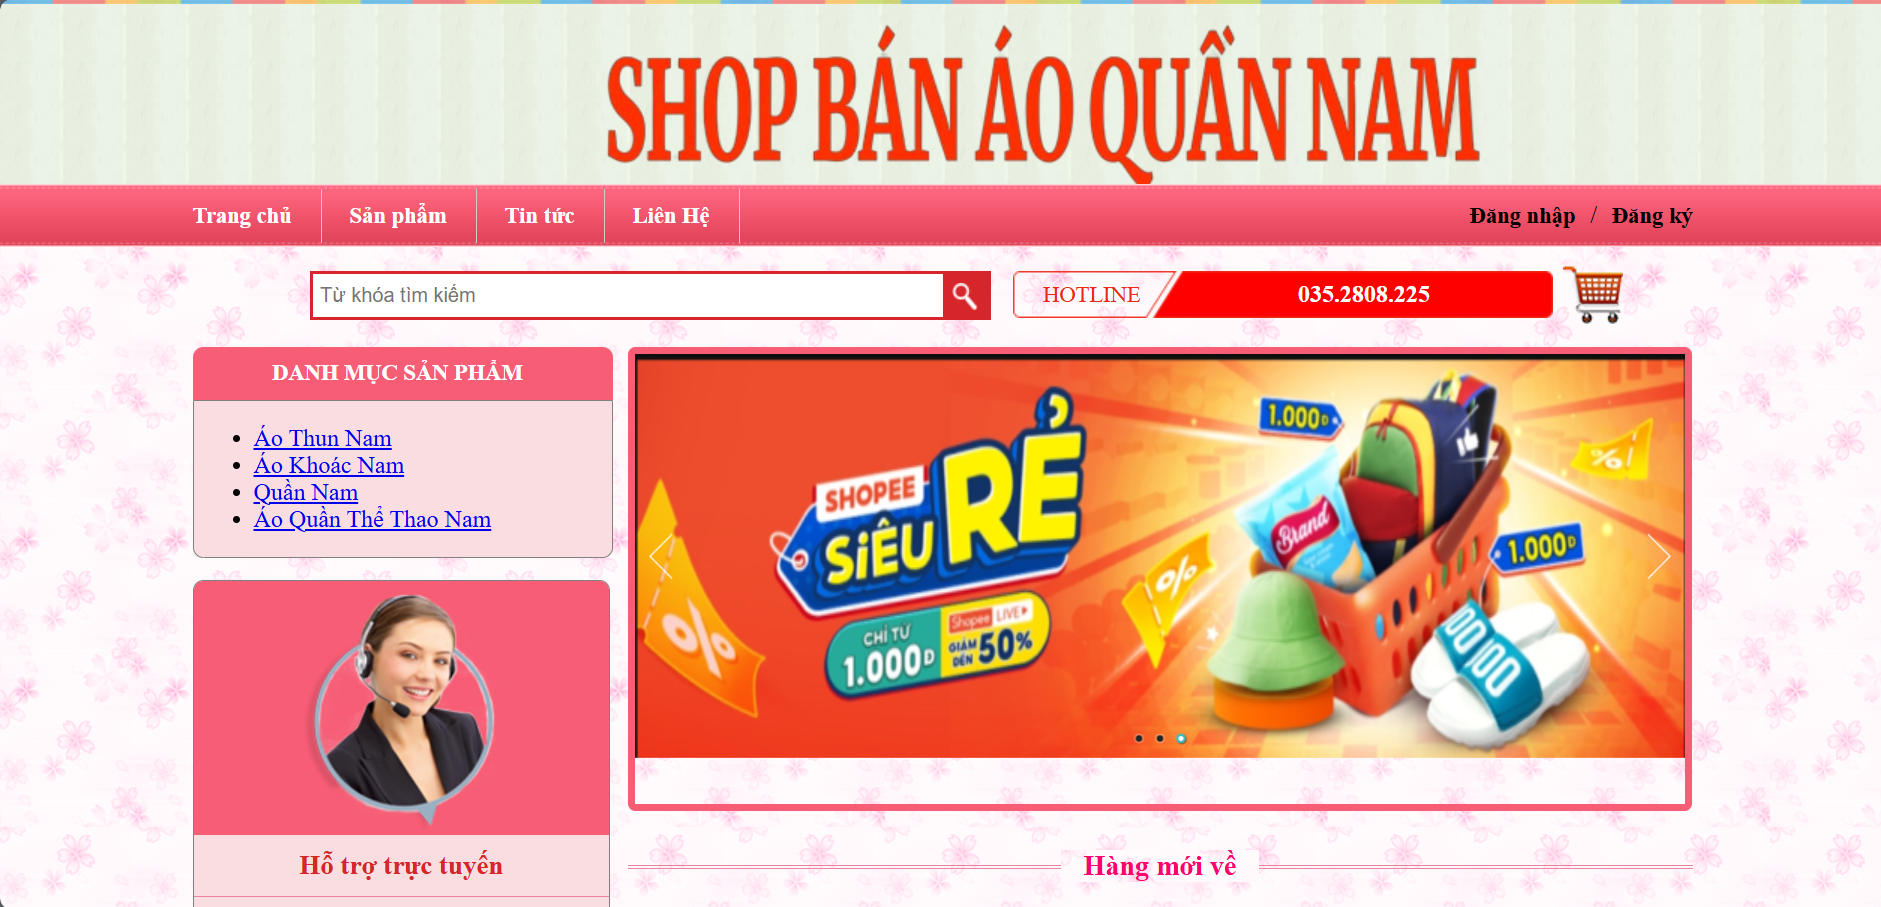 SHOP BÁN ÁO QUẦN NAM
Trang chủ
Sản phẩm
Tin tức
Liên Hệ
Đăng nhập / Đăng ký
Từ khóa tìm kiếm
HOTLINE
035.2808.225
DANH MỤC SẢN PHẨM
Áo Thun Nam
Áo Khoác Nam
Quần Nam
Áo Quần Thể Thao Nam
SHOPEE
SIÊU RẺ
CHỈ TỪ
1.000Đ
Shopee LIVE
GIẢM ĐẾN 50%
1.000Đ
Brand
1.000Đ
%
%
%
Hỗ trợ trực tuyến
Hàng mới về